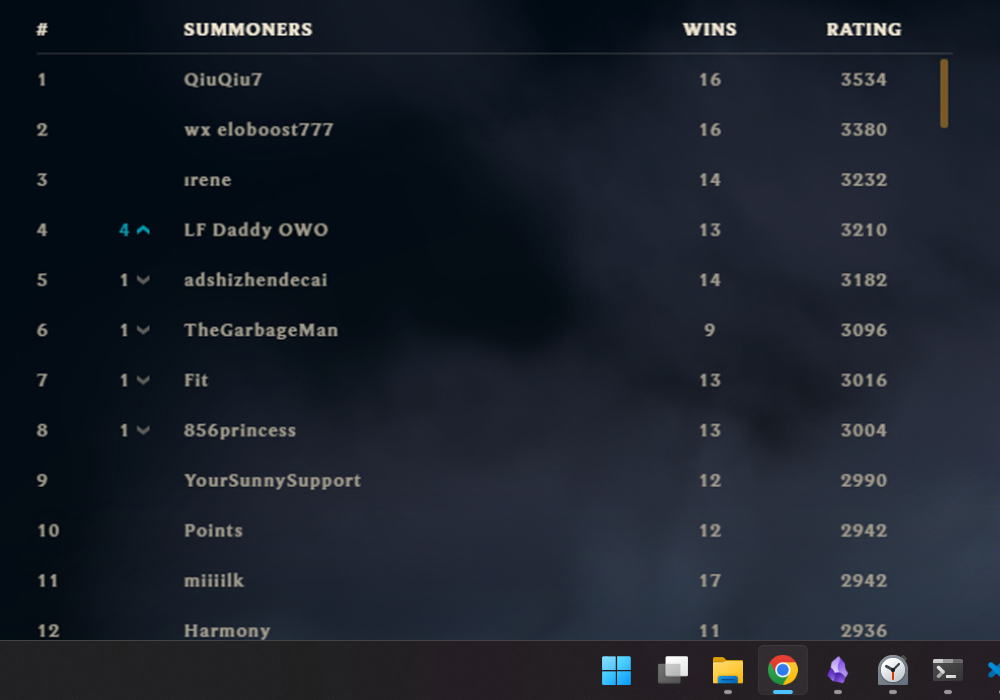 # SUMMONERS WINS RATING
1 QiuQiu7 16 3534
2 wx eloboost777 16 3380
3 ırene 14 3232
4 4 LF Daddy OWO 13 3210
5 1 adshizhendecai 14 3182
6 1 TheGarbageMan 9 3096
7 1 Fit 13 3016
8 1 856princess 13 3004
9 YourSunnySupport 12 2990
10 Points 12 2942
11 miiiilk 17 2942
12 Harmony 11 2936